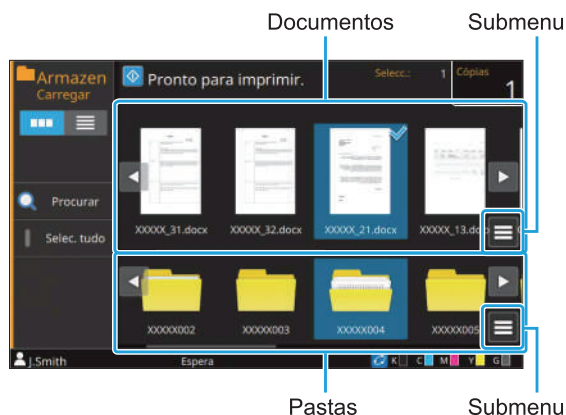 Documentos Submenu
Armazen
Carregar
Pronto para imprimir.
Selecc.: 1
Cópias
1
Procurar
Selec. tudo
XXXXX_31.docx XXXXX_32.docx XXXXX_21.docx XXXXX_13.do
XXXXX002 XXXXX003 XXXXX004 XXXXX005
J.Smith Espera K C M Y G
Pastas Submenu